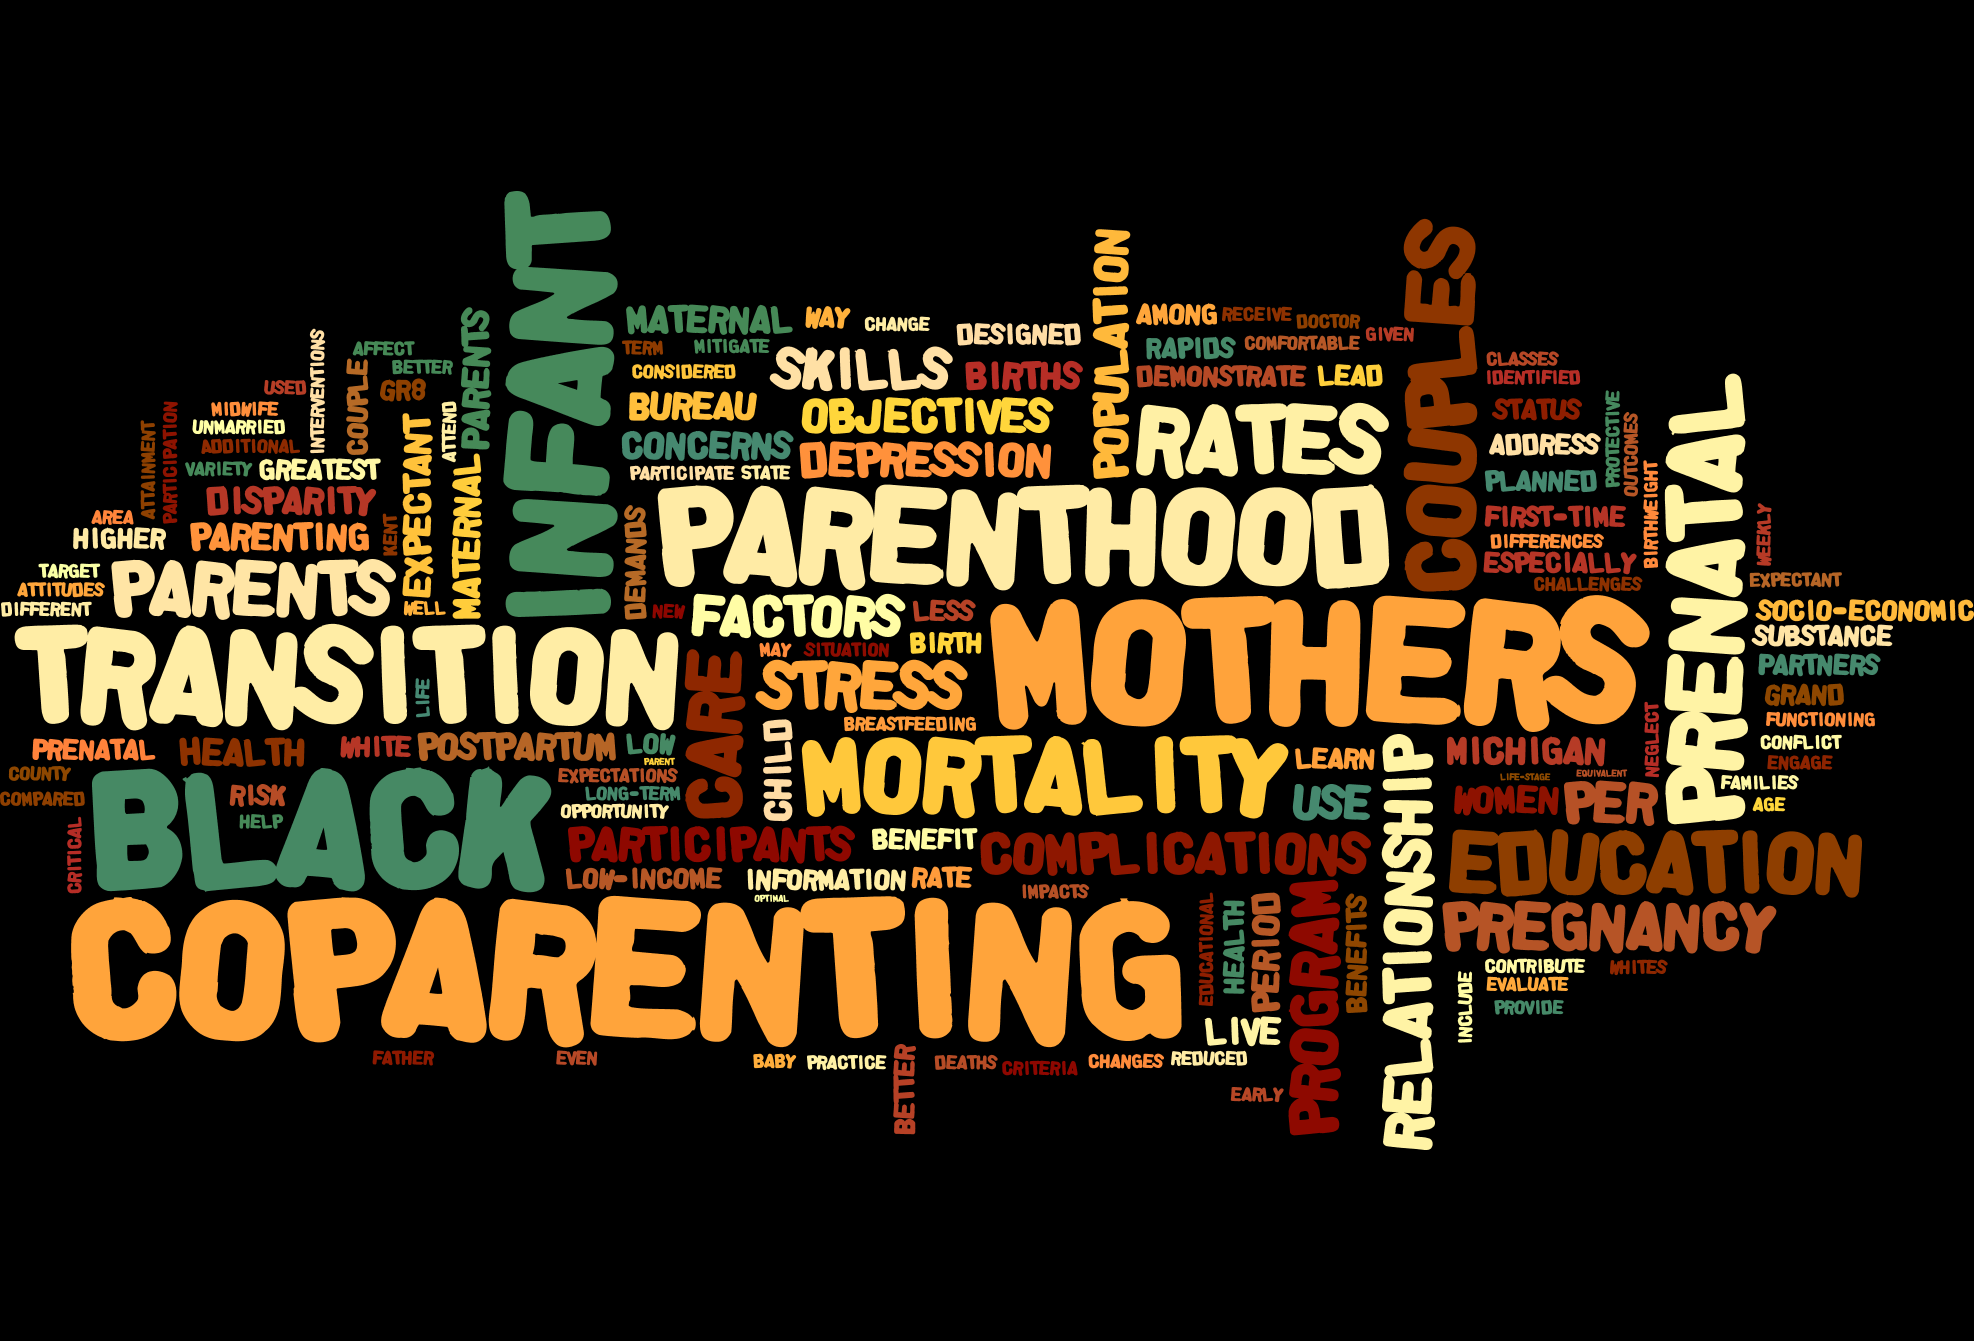 INFANT
COUPLES
POPULATION
MATERNAL
WAY
CHANGE
DESIGNED
AMONG
RECEIVE
DOCTOR
GIVEN
TERM
MITIGATE
SKILLS
BIRTHS
RAPIDS
COMFORTABLE
DEMONSTRATE
LEAD
CONSIDERED
BUREAU
OBJECTIVES
CONCERNS
DEPRESSION
PARTICIPATE
STATE
RATES
PARENTHOOD
AFFECT
BETTER
PARENTS
INTERVENTIONS
COUPLE
GR8
USED
MIDWIFE
UNMARRIED
ADDITIONAL
VARIETY
GREATEST
ATTAINMENT
PARTICIPATION
DISPARITY
EXPECTANT
ATTEND
MATERNAL
AREA
HIGHER
PARENTING
KENT
TARGET
ATTITUDES
DIFFERENT
PARENTS
WELL
DEMANDS
NEW
CLASSES
IDENTIFIED
STATUS
ADDRESS
PLANNED
PROTECTIVE
OUTCOMES
FIRST-TIME
BIRTHWEIGHT
DIFFERENCES
ESPECIALLY
CHALLENGES
PRENATAL
WEEKLY
EXPECTANT
SOCIO-ECONOMIC
SUBSTANCE
PARTNERS
GRAND
FUNCTIONING
CONFLICT
ENGAGE
FAMILIES
AGE
TRANSITION
LIFE
FACTORS
LESS
MAY
SITUATION
BIRTH
MOTHERS
CARE
STRESS
BREASTFEEDING
CHILD
MORTALITY
LEARN
USE
MICHIGAN
NEGLECT
LIFE-STAGE
EQUIVALENT
WOMEN
PER
PRENATAL
HEALTH
WHITE
POSTPARTUM
LOW
PARENT
COUNTY
COMPARED
BLACK
RISK
HELP
CRITICAL
EXPECTATIONS
LONG-TERM
OPPORTUNITY
PARTICIPANTS
BENEFIT
COMPLICATIONS
LOW-INCOME
INFORMATION
RATE
OPTIMAL
IMPACTS
RELATIONSHIP
EDUCATION
PREGNANCY
COPARENTING
EDUCATIONAL
HEALTH
PERIOD
PROGRAM
BENEFITS
LIVE
CONTRIBUTE
WHITES
EVALUATE
PROVIDE
INCLUDE
FATHER
EVEN
BABY
PRACTICE
BETTER
DEATHS
CRITERIA
CHANGES
REDUCED
EARLY